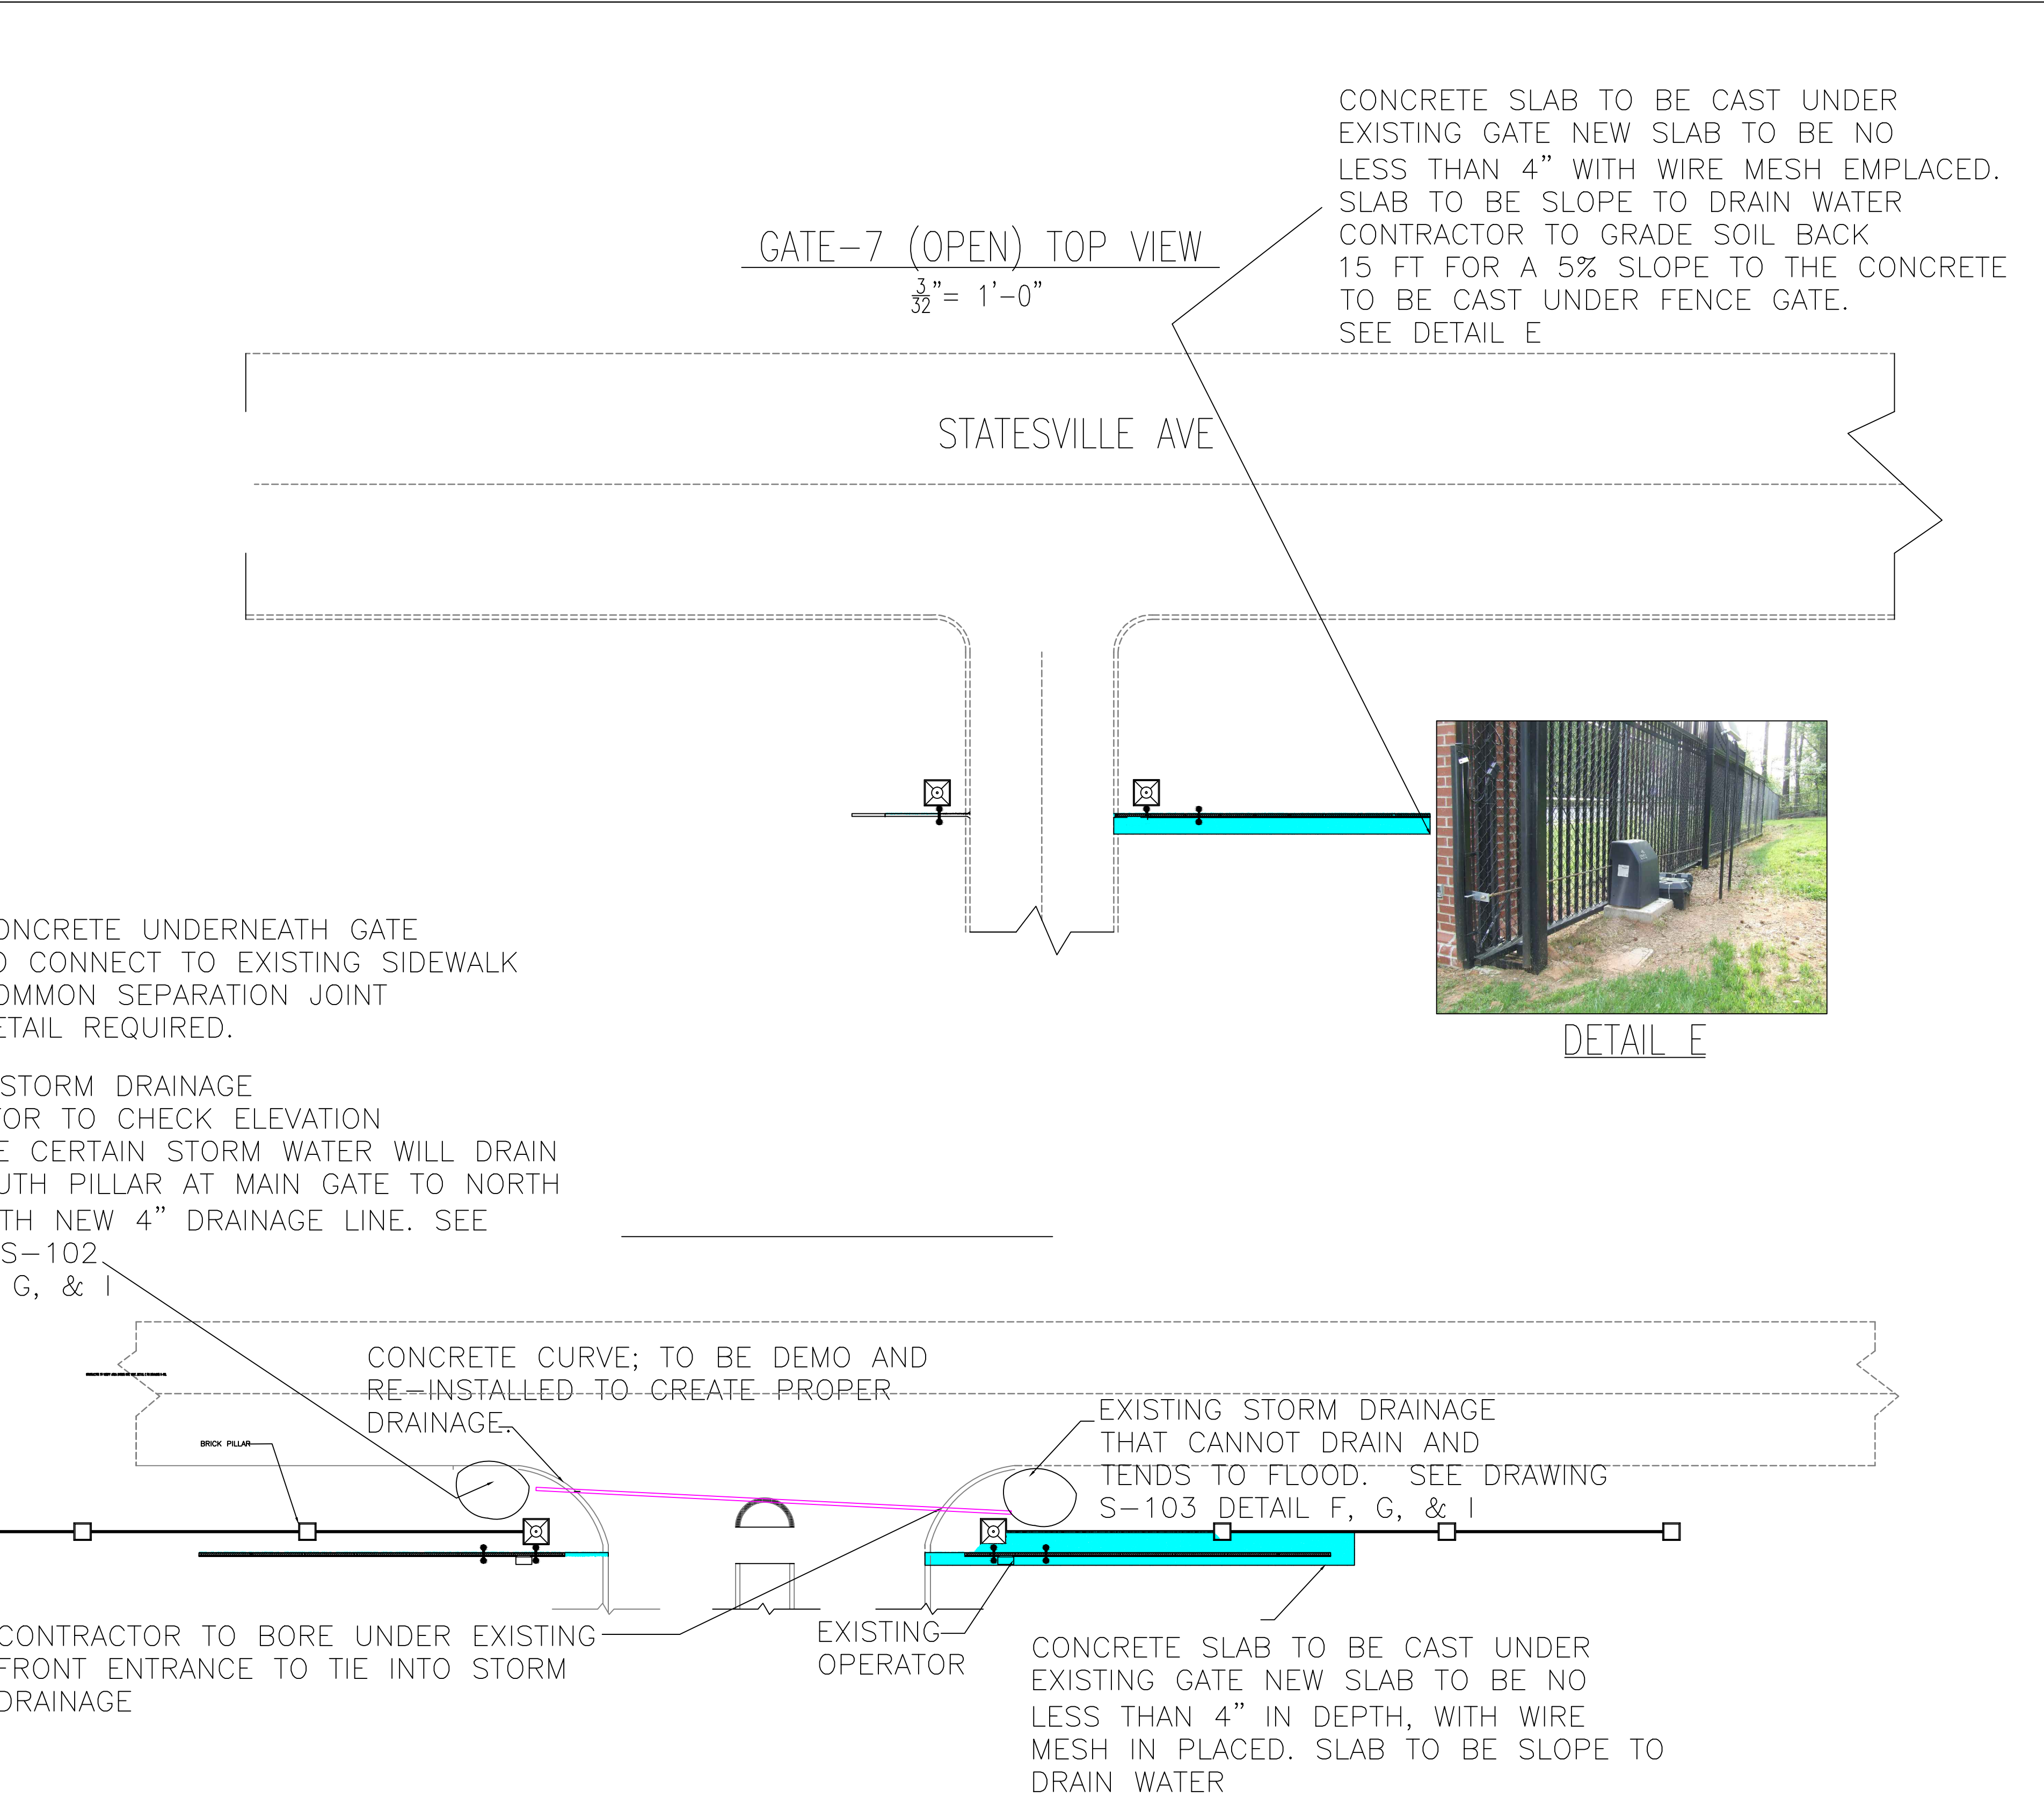 CONCRETE SLAB TO BE CAST UNDER
EXISTING GATE NEW SLAB TO BE NO
LESS THAN 4" WITH WIRE MESH EMPLACED.
SLAB TO BE SLOPE TO DRAIN WATER
CONTRACTOR TO GRADE SOIL BACK
15 FT FOR A 5% SLOPE TO THE CONCRETE
TO BE CAST UNDER FENCE GATE.
SEE DETAIL E
GATE-7 (OPEN) TOP VIEW
3/32"= 1'-0"
STATESVILLE AVE
DETAIL E
ONCRETE UNDERNEATH GATE
O CONNECT TO EXISTING SIDEWALK
OMMON SEPARATION JOINT
ETAIL REQUIRED.
STORM DRAINAGE
TOR TO CHECK ELEVATION
E CERTAIN STORM WATER WILL DRAIN
UTH PILLAR AT MAIN GATE TO NORTH
TH NEW 4" DRAINAGE LINE. SEE
S-102
G, & I
CONCRETE CURVE; TO BE DEMO AND
RE-INSTALLED TO CREATE PROPER
DRAINAGE.
EXISTING STORM DRAINAGE
THAT CANNOT DRAIN AND
TENDS TO FLOOD. SEE DRAWING
S-103 DETAIL F, G, & I
BRICK PILLAR
CONTRACTOR TO BORE UNDER EXISTING
FRONT ENTRANCE TO TIE INTO STORM
DRAINAGE
EXISTING
OPERATOR
CONCRETE SLAB TO BE CAST UNDER
EXISTING GATE NEW SLAB TO BE NO
LESS THAN 4" IN DEPTH, WITH WIRE
MESH IN PLACED. SLAB TO BE SLOPE TO
DRAIN WATER